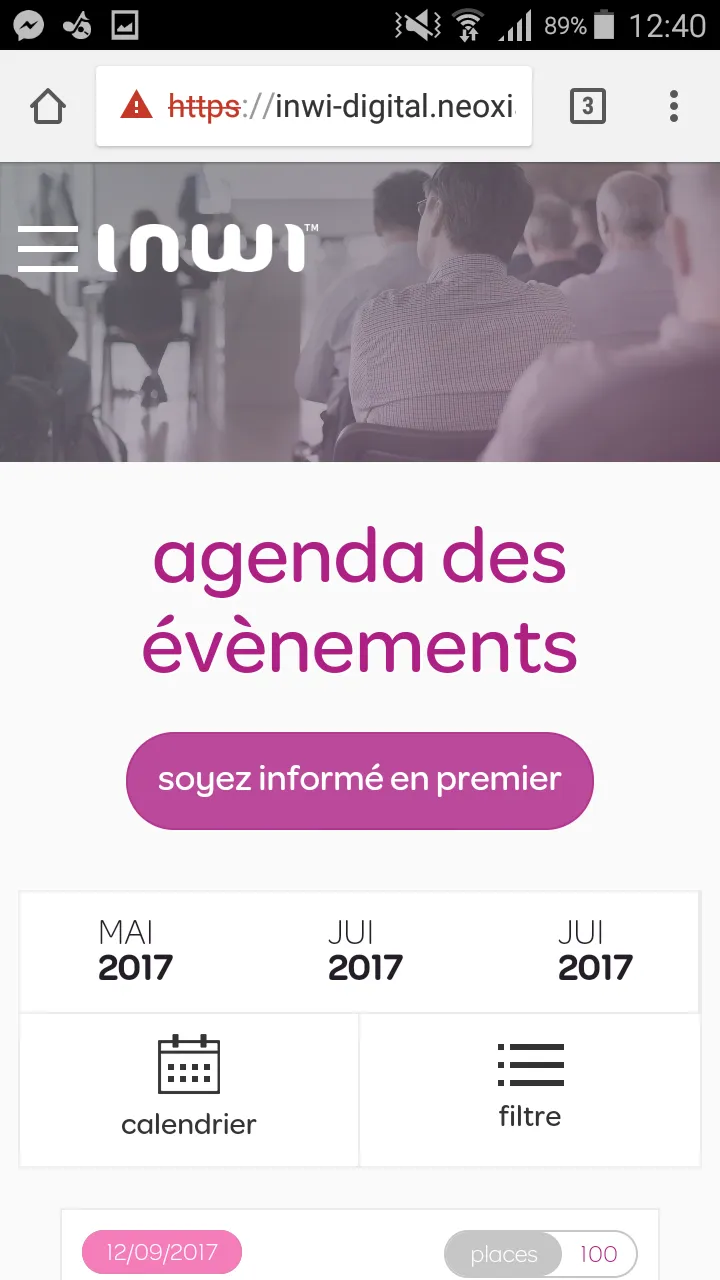 89% 12:40
https://inwi-digital.neoxi
3
inwi™
agenda des
évènements
soyez informé en premier
MAI JUI JUI
2017 2017 2017
calendrier filtre
12/09/2017 places 100